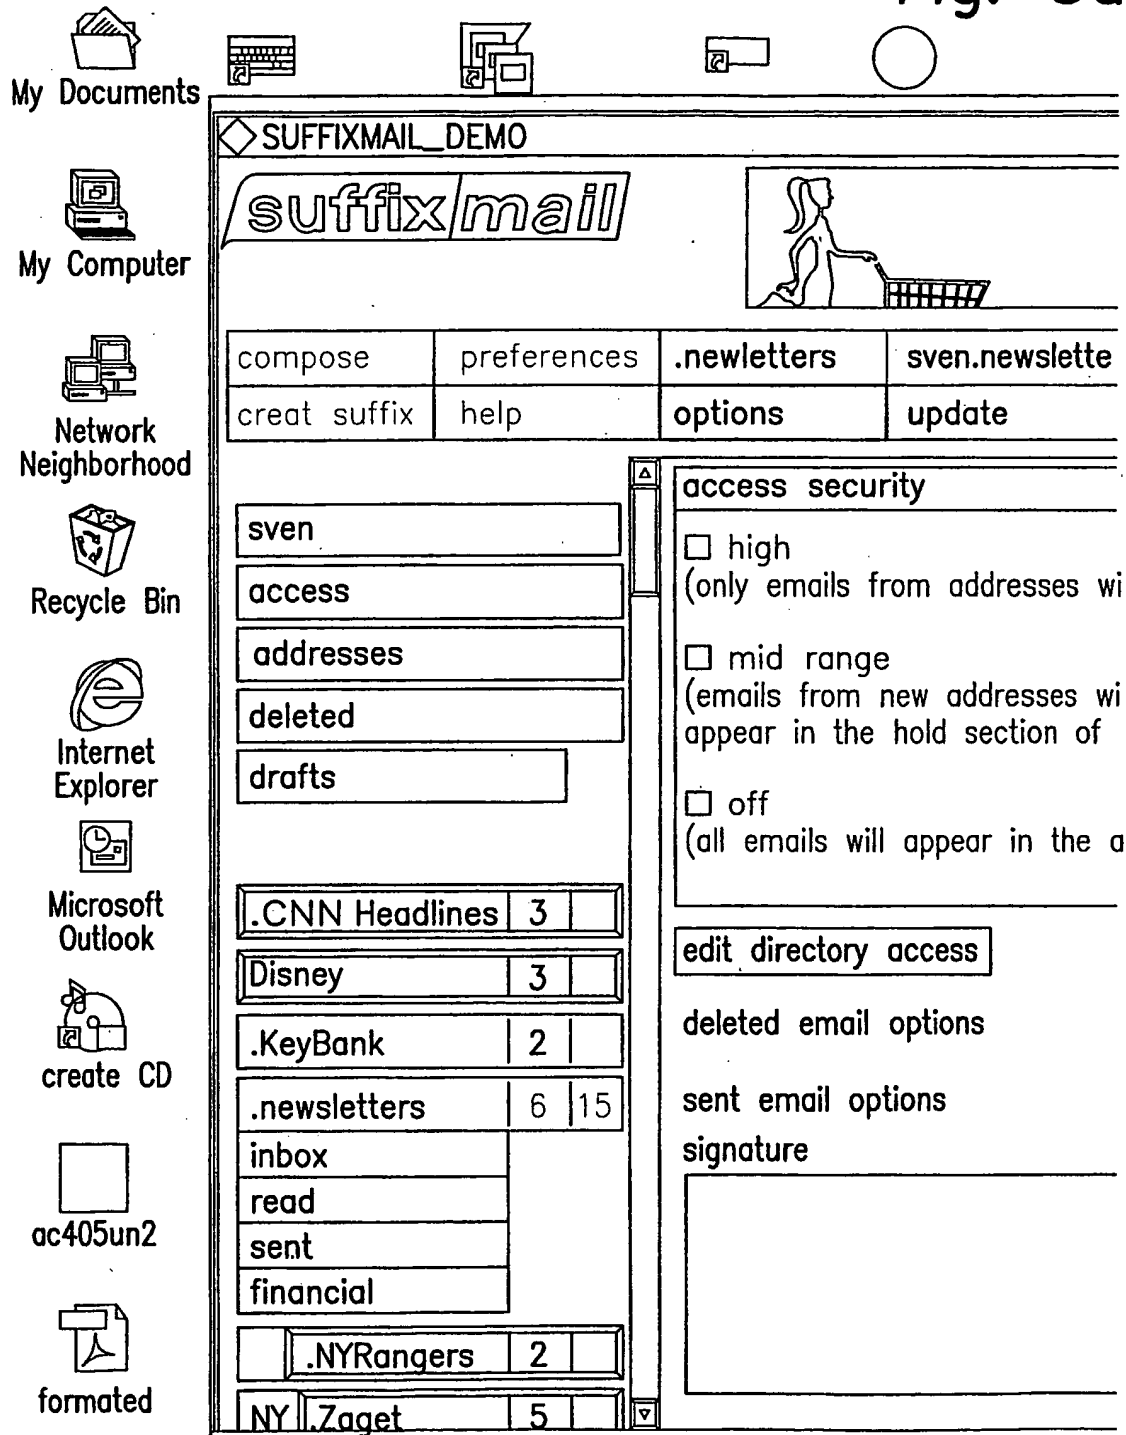 Fig.
My Documents
SUFFIXMAIL_DEMO
suffix/mail
My Computer
compose preferences .newletters sven.newslette
creat suffix help options update
Network
Neighborhood
access security
sven
high
(only emails from addresses wi
Recycle Bin
access
addresses
mid range
(emails from new addresses wi
appear in the hold section of
deleted
Internet
Explorer
drafts
off
(all emails will appear in the a
Microsoft
Outlook
.CNN Headlines 3
edit directory access
Disney 3
deleted email options
.KeyBank 2
create CD
.newsletters 6 15
sent email options
inbox
signature
read
ac405un2
sent
financial
.NYRangers 2
formated
NY .Zaget 5